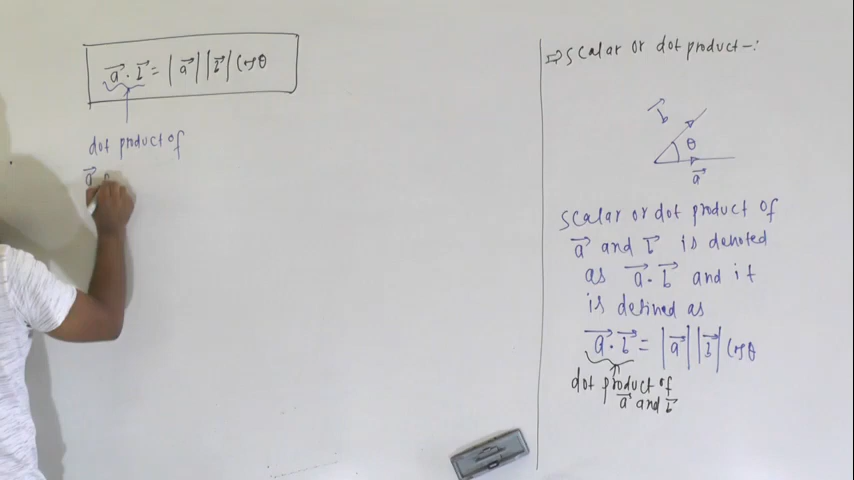 a⃗ · b⃗ = |a⃗| |b⃗| cosθ
dot product of
a⃗
⇒ scalar or dot product -:
b⃗
θ
a⃗
scalar or dot product of
a⃗ and b⃗ is denoted
as a⃗ · b⃗ and it
is defined as
a⃗ · b⃗ = |a⃗| |b⃗| cosθ
dot product of
a⃗ and b⃗